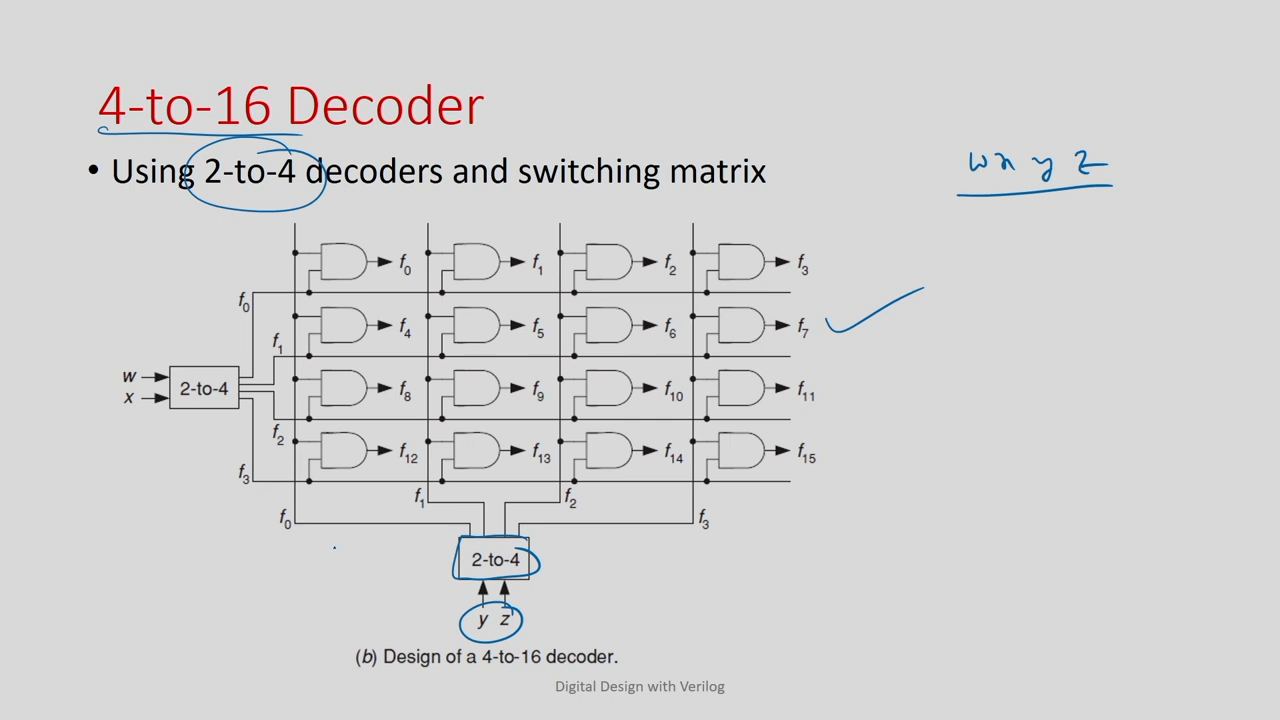 4-to-16 Decoder
• Using 2-to-4 decoders and switching matrix
w x y z
f0 f1 f2 f3
f0
f4 f5 f6 f7
f1
w
x
2-to-4
f8 f9 f10 f11
f2
f12 f13 f14 f15
f3
f1 f2
f0 f3
2-to-4
y z
(b) Design of a 4-to-16 decoder.
Digital Design with Verilog